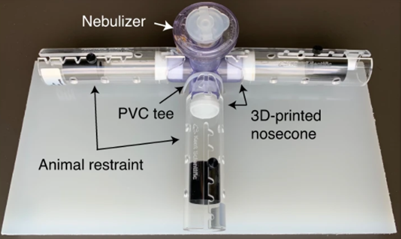 Nebulizer
PVC tee
3D-printed
nosecone
Animal restraint